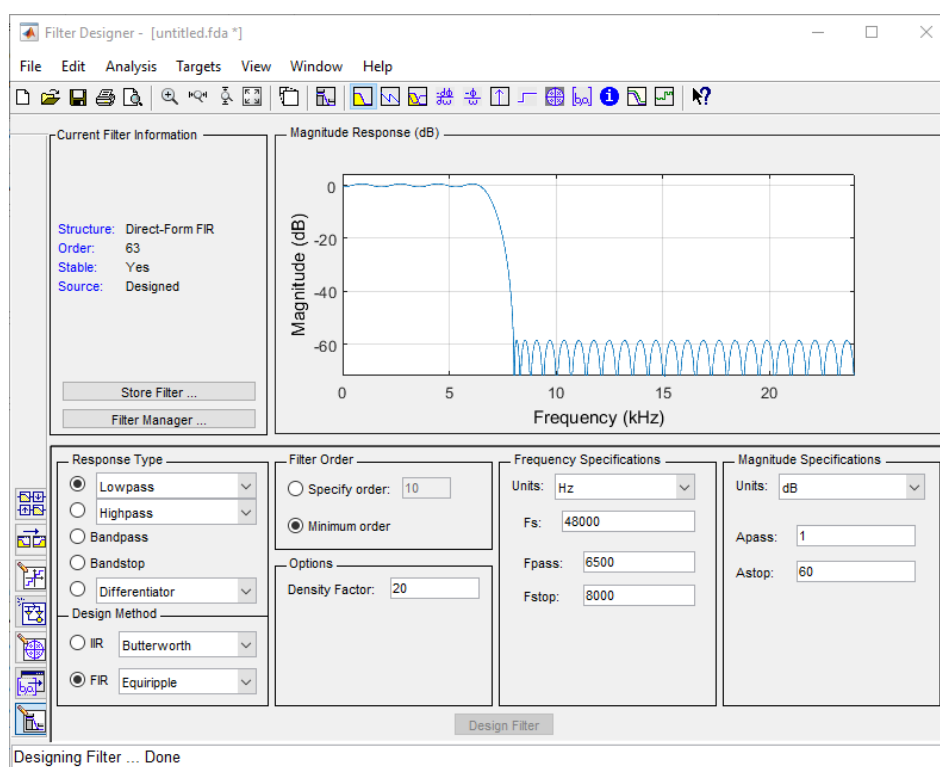 Filter Designer - [untitled.fda *]
File Edit Analysis Targets View Window Help
Current Filter Information
Structure: Direct-Form FIR
Order: 63
Stable: Yes
Source: Designed
Store Filter ...
Filter Manager ...
Magnitude Response (dB)
Magnitude (dB)
0
-20
-40
-60
0 5 10 15 20
Frequency (kHz)
Response Type
Lowpass
Highpass
Bandpass
Bandstop
Differentiator
Design Method
IIR Butterworth
FIR Equiripple
Filter Order
Specify order: 10
Minimum order
Options
Density Factor: 20
Frequency Specifications
Units: Hz
Fs: 48000
Fpass: 6500
Fstop: 8000
Magnitude Specifications
Units: dB
Apass: 1
Astop: 60
Design Filter
Designing Filter ... Done